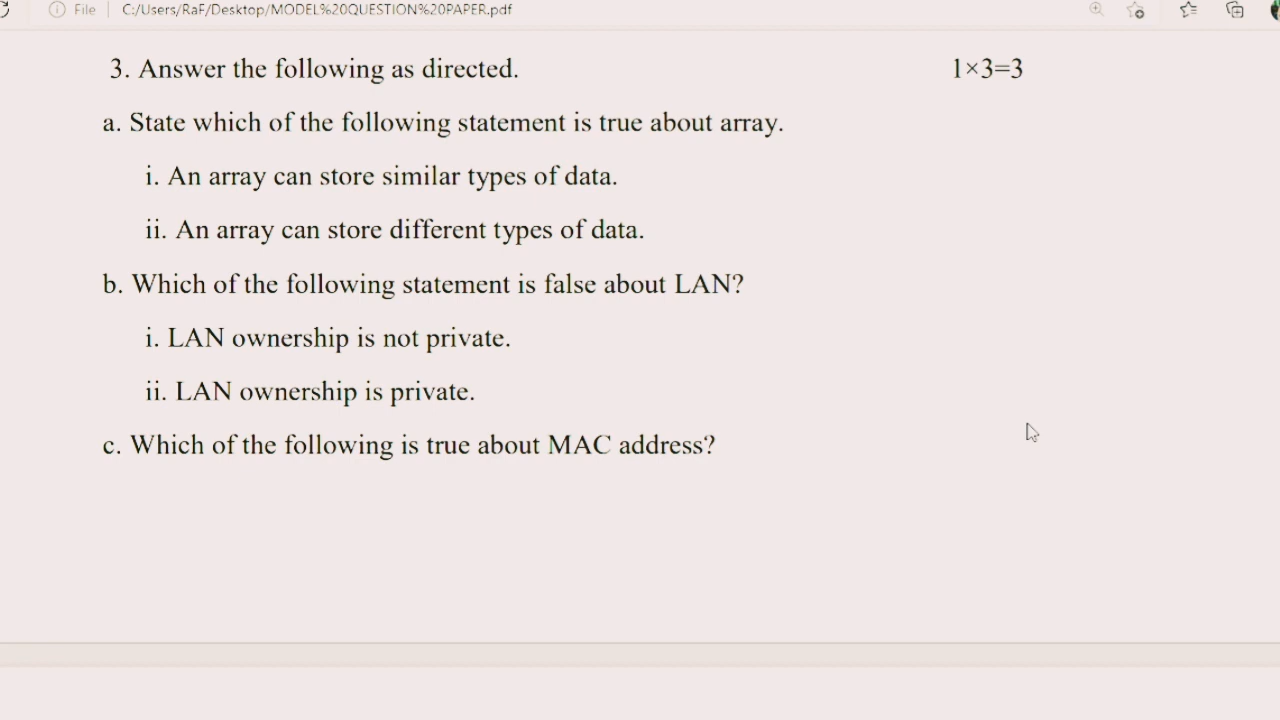 File
C:/Users/RaF/Desktop/MODEL%20QUESTION%20PAPER.pdf
3. Answer the following as directed. 1×3=3
a. State which of the following statement is true about array.
i. An array can store similar types of data.
ii. An array can store different types of data.
b. Which of the following statement is false about LAN?
i. LAN ownership is not private.
ii. LAN ownership is private.
c. Which of the following is true about MAC address?